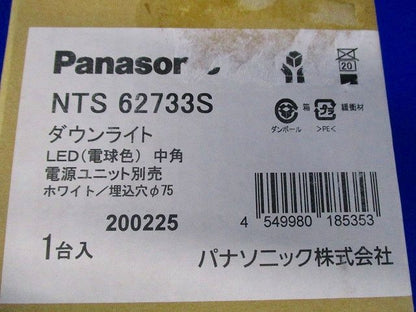 Panasonic
20
NTS 62733S
ダウンライト
LED(電球色) 中角
電源ユニット別売
ホワイト/埋込穴φ75
箱
ダンボール
緩衝材
>PE<
200225
4 549980 185353
1台入
パナソニック株式会社